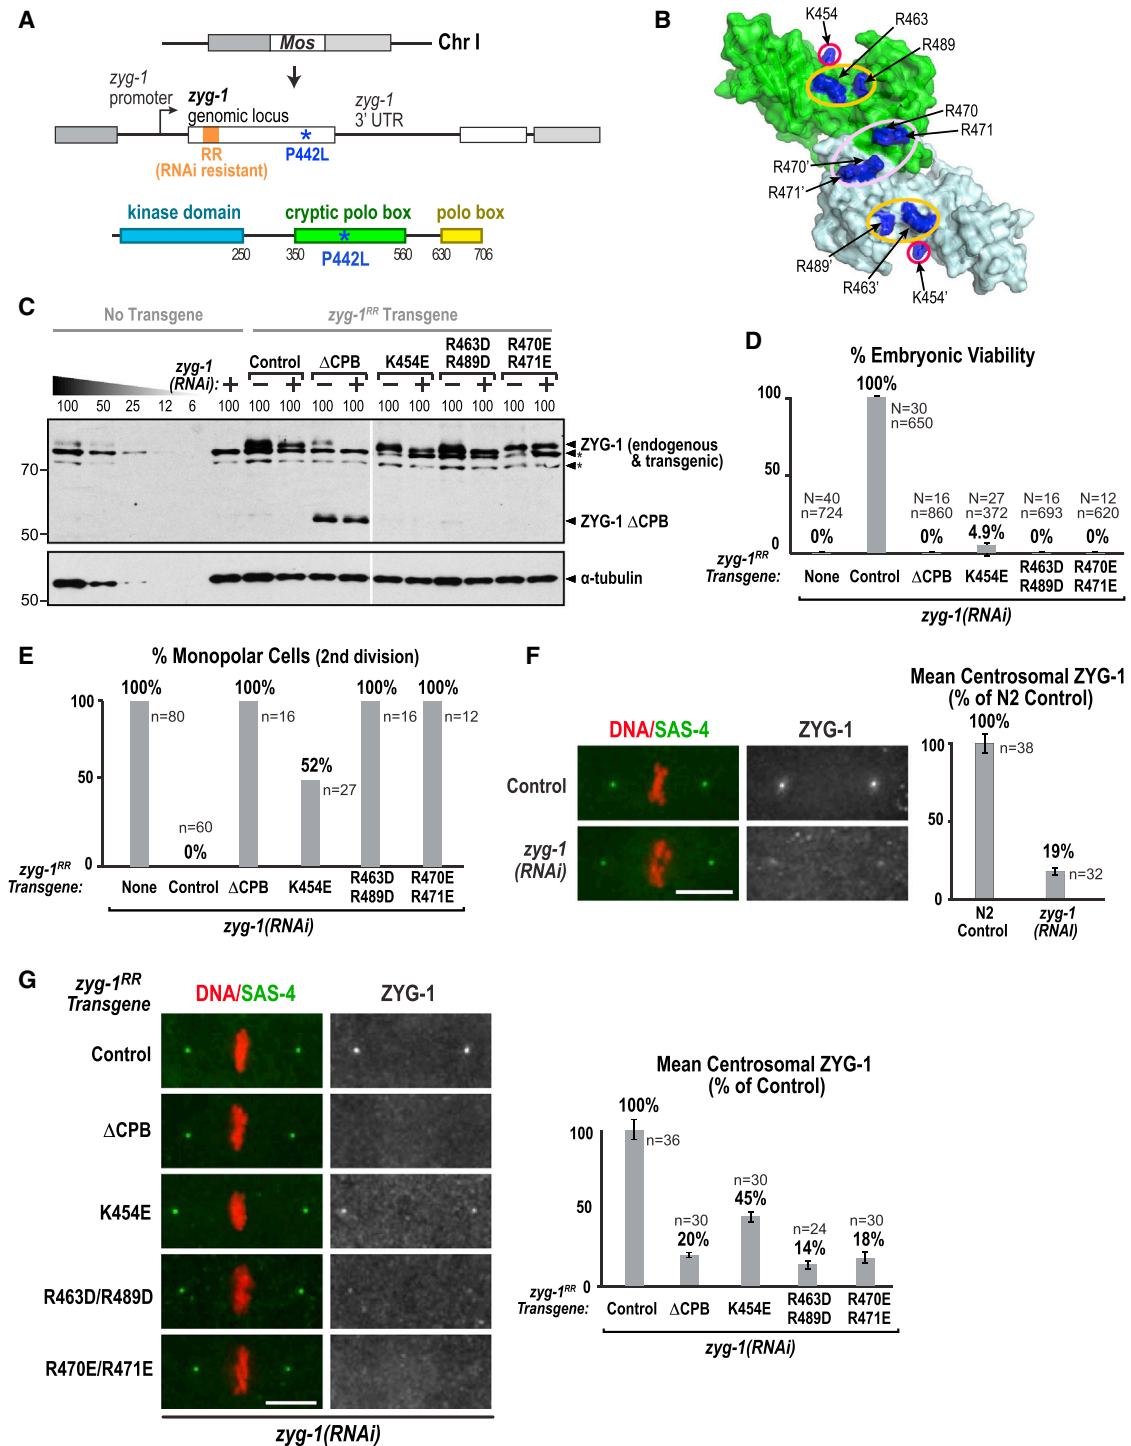 A
Mos
Chr I
zyg-1
promoter
zyg-1
genomic locus
zyg-1
3' UTR
*
RR
(RNAi resistant)
P442L
kinase domain
cryptic polo box
polo box
*
250
350
P442L
560
630
706
B
K454
R463
R489
R470
R471
R470'
R471'
R489'
R463'
K454'
C
No Transgene
zyg-1RR Transgene
zyg-1
(RNAi):
+
Control
ΔCPB
K454E
R463D
R489D
R470E
R471E
− + − + − + − + − +
100 50 25 12 6 100 100 100 100 100 100 100 100 100 100 100
70
50
ZYG-1 (endogenous
& transgenic)
*
*
ZYG-1 ΔCPB
50
α-tubulin
D
% Embryonic Viability
100
50
0
N=40
n=724
0%
100%
N=30
n=650
N=16
n=860
0%
N=27
n=372
4.9%
N=16
n=693
0%
N=12
n=620
0%
zyg-1RR
Transgene:
None
Control
ΔCPB
K454E
R463D
R489D
R470E
R471E
zyg-1(RNAi)
E
% Monopolar Cells (2nd division)
100
50
0
100%
n=80
n=60
0%
100%
n=16
52%
n=27
100%
n=16
100%
n=12
zyg-1RR
Transgene:
None
Control
ΔCPB
K454E
R463D
R489D
R470E
R471E
zyg-1(RNAi)
F
DNA/SAS-4
ZYG-1
Control
zyg-1
(RNAi)
Mean Centrosomal ZYG-1
(% of N2 Control)
100
50
0
100%
n=38
19%
n=32
N2
Control
zyg-1
(RNAi)
G
zyg-1RR
Transgene
DNA/SAS-4
ZYG-1
Control
ΔCPB
K454E
R463D/R489D
R470E/R471E
zyg-1(RNAi)
Mean Centrosomal ZYG-1
(% of Control)
100
50
0
100%
n=36
n=30
20%
n=30
45%
n=24
14%
n=30
18%
zyg-1RR
Transgene:
Control
ΔCPB
K454E
R463D
R489D
R470E
R471E
zyg-1(RNAi)